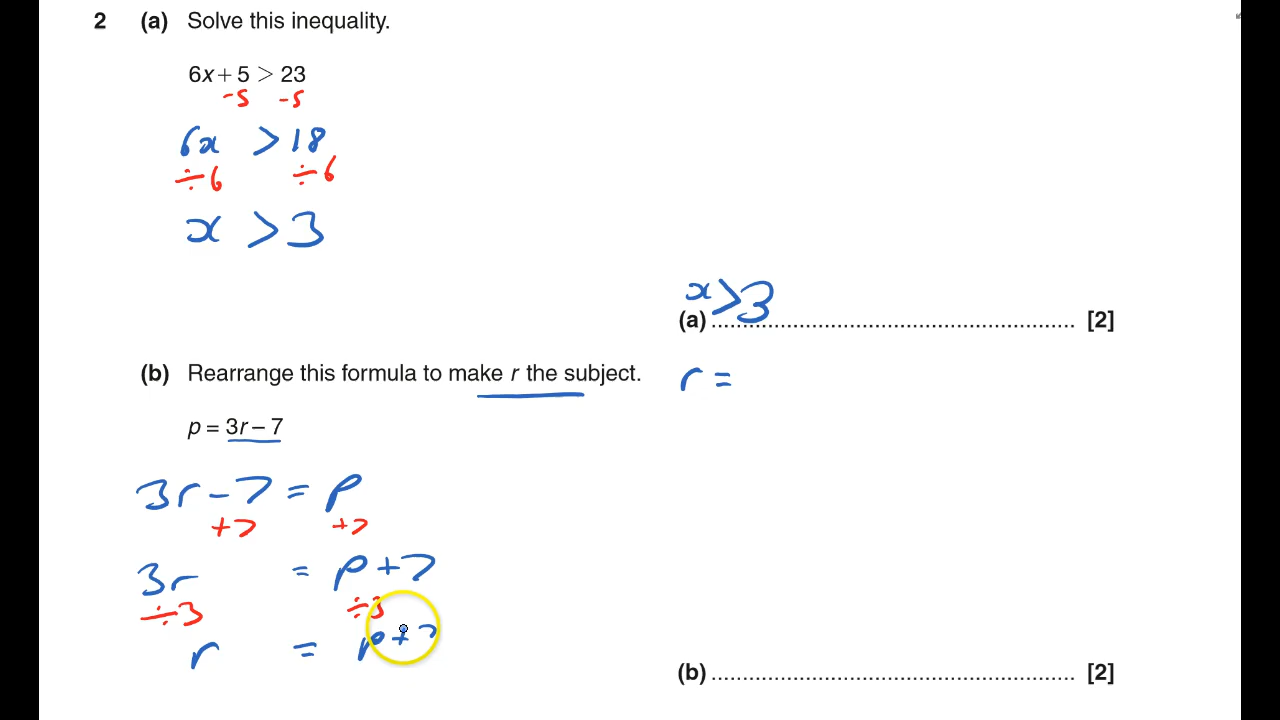 2 (a) Solve this inequality.
6x + 5 > 23
-5 -5
6x > 18
÷6 ÷6
x > 3
x > 3
(a) ............................................................. [2]
(b) Rearrange this formula to make r the subject. r =
p = 3r – 7
3r - 7 = p
+7 +7
3r = p + 7
÷3 ÷3
r = p + 7
(b) ............................................................. [2]